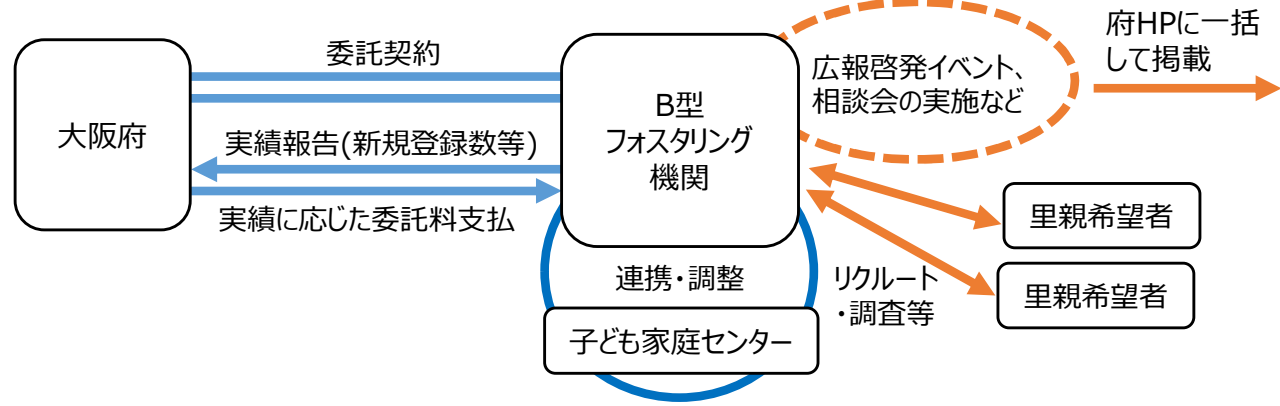 大阪府
委託契約
実績報告(新規登録数等)
実績に応じた委託料支払
B型
フォスタリング
機関
広報啓発イベント、
相談会の実施など
府HPに一括
して掲載
里親希望者
里親希望者
リクルート
・調査等
連携・調整
子ども家庭センター